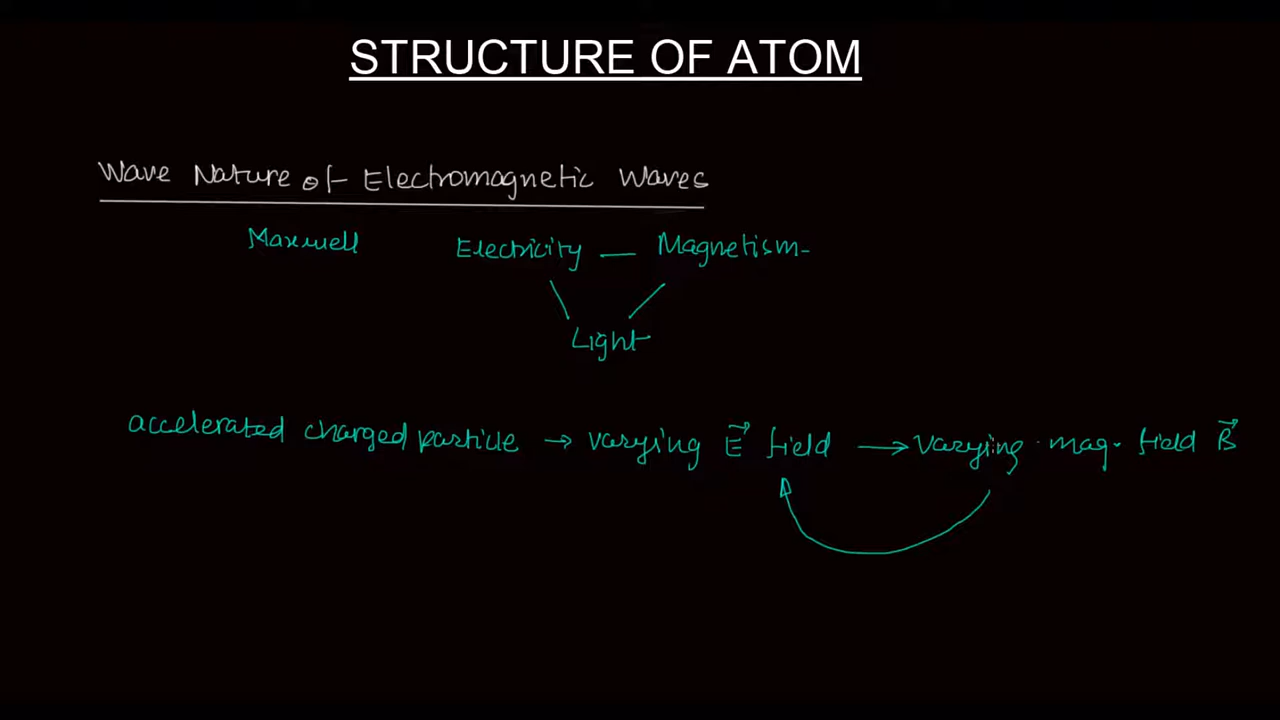 STRUCTURE OF ATOM
Wave Nature of Electromagnetic Waves
Maxwell Electricity — Magnetism
Light
accelerated charged particle → varying E⃗ field → varying mag. field B⃗